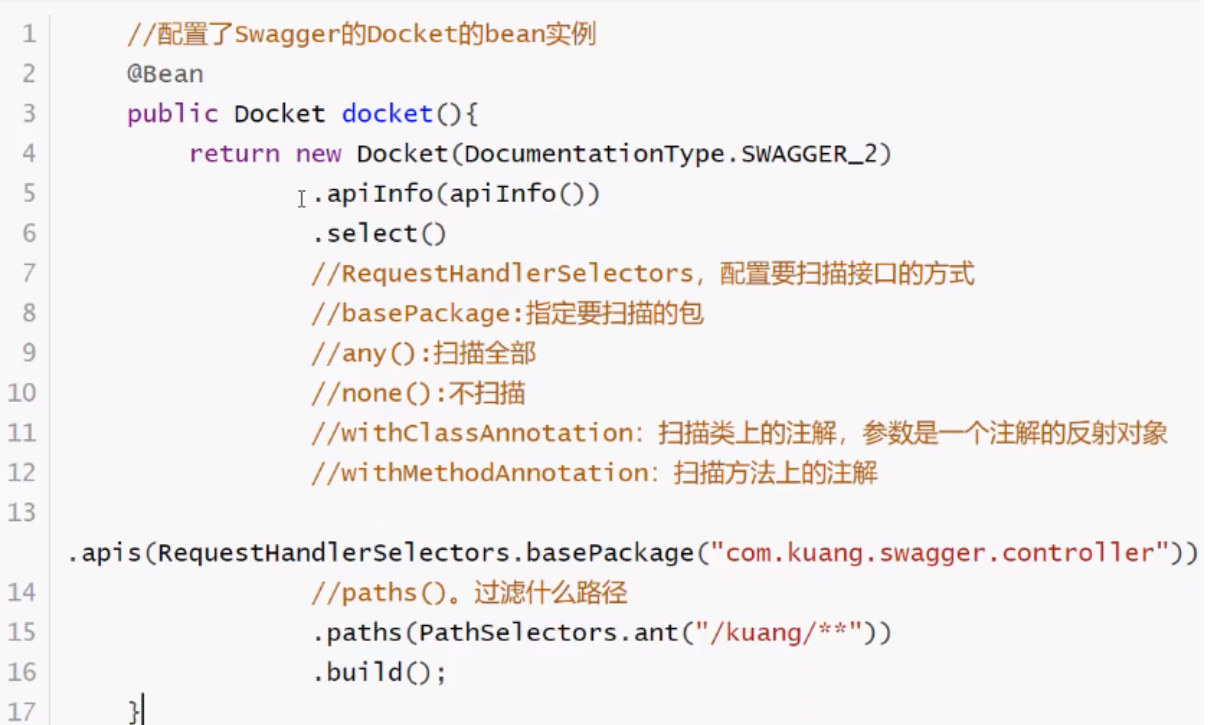 1 //配置了Swagger的Docket的bean实例
2 @Bean
3 public Docket docket(){
4 return new Docket(DocumentationType.SWAGGER_2)
5 .apiInfo(apiInfo())
6 .select()
7 //RequestHandlerSelectors，配置要扫描接口的方式
8 //basePackage:指定要扫描的包
9 //any():扫描全部
10 //none():不扫描
11 //withClassAnnotation：扫描类上的注解，参数是一个注解的反射对象
12 //withMethodAnnotation：扫描方法上的注解
13
.apis(RequestHandlerSelectors.basePackage("com.kuang.swagger.controller"))
14 //paths()。过滤什么路径
15 .paths(PathSelectors.ant("/kuang/**"))
16 .build();
17 }